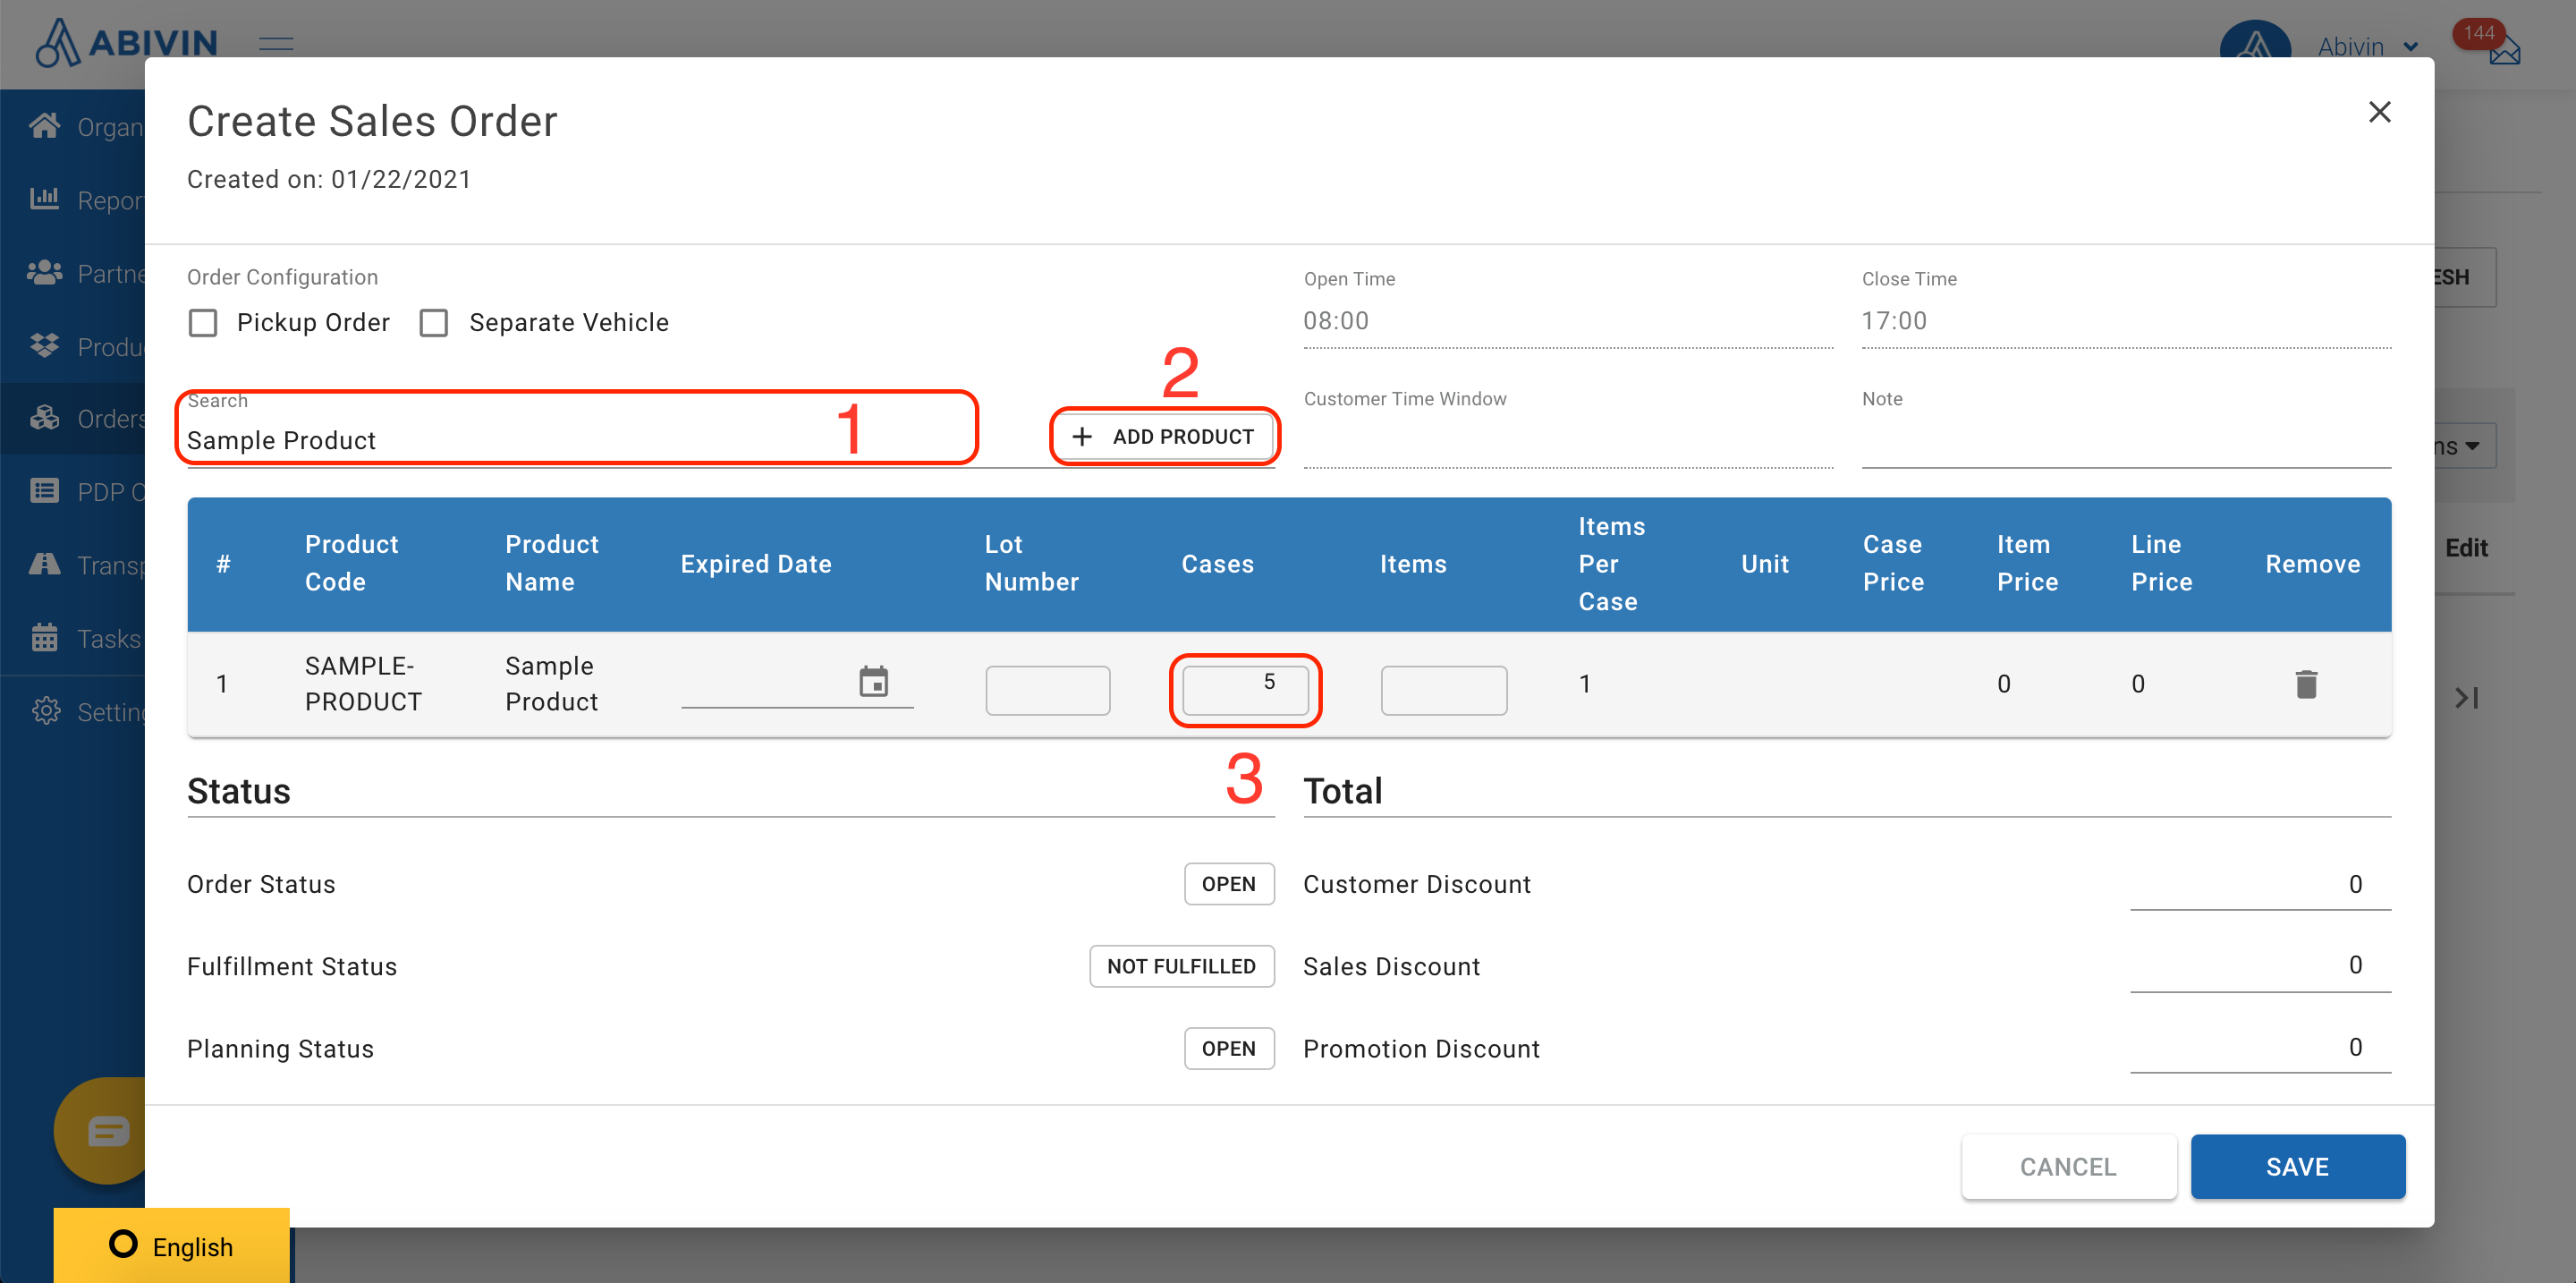 ABIVIN
Abivin
144
Organ
Repor
Partne
Produ
Orders
PDP O
Transp
Tasks
Setting
Create Sales Order
Created on: 01/22/2021
Order Configuration
Pickup Order
Separate Vehicle
Open Time
08:00
Close Time
17:00
ESH
Search
Sample Product
1
2
+ ADD PRODUCT
Customer Time Window
Note
ns
# Product Code Product Name Expired Date Lot Number Cases Items Items Per Case Unit Case Price Item Price Line Price Remove
Edit
1 SAMPLE-PRODUCT Sample Product 5 1 0 0
3
Status
Total
Order Status OPEN
Customer Discount 0
Fulfillment Status NOT FULFILLED
Sales Discount 0
Planning Status OPEN
Promotion Discount 0
CANCEL
SAVE
English